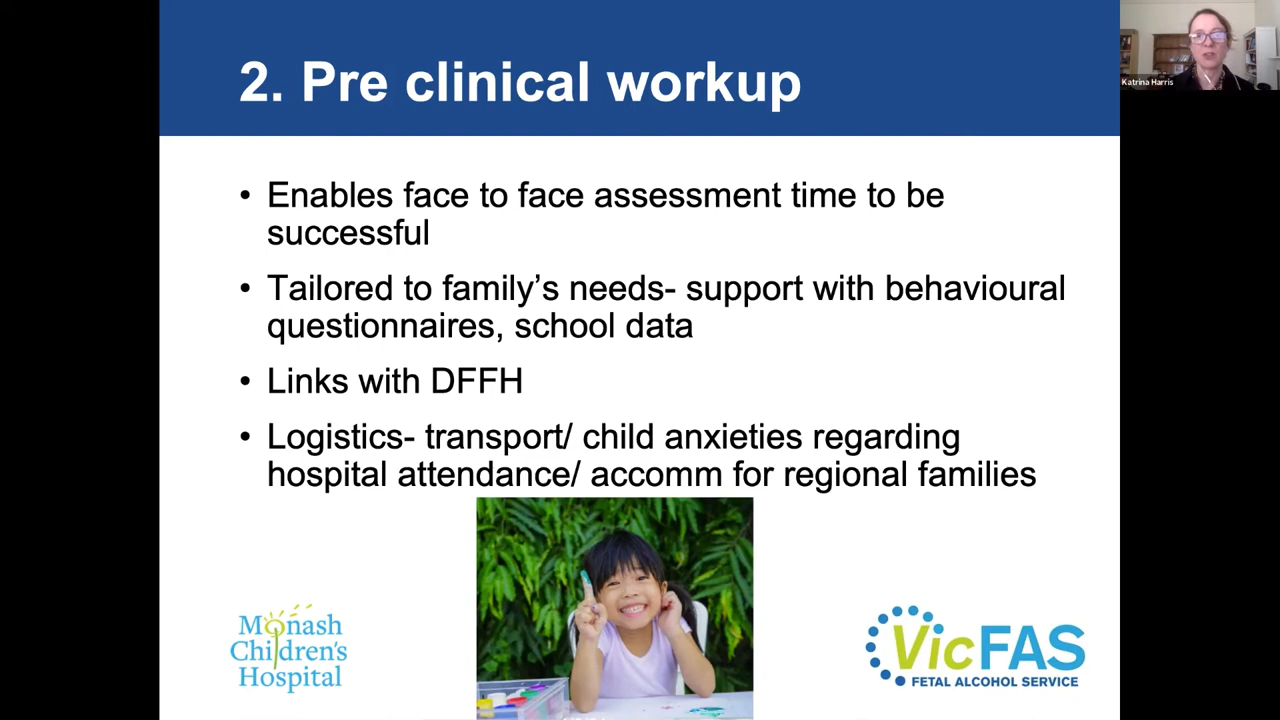 2. Pre clinical workup
Katrina Harris
• Enables face to face assessment time to be
successful
• Tailored to family’s needs- support with behavioural
questionnaires, school data
• Links with DFFH
• Logistics- transport/ child anxieties regarding
hospital attendance/ accomm for regional families
Monash
Children's
Hospital
VicFAS
FETAL ALCOHOL SERVICE